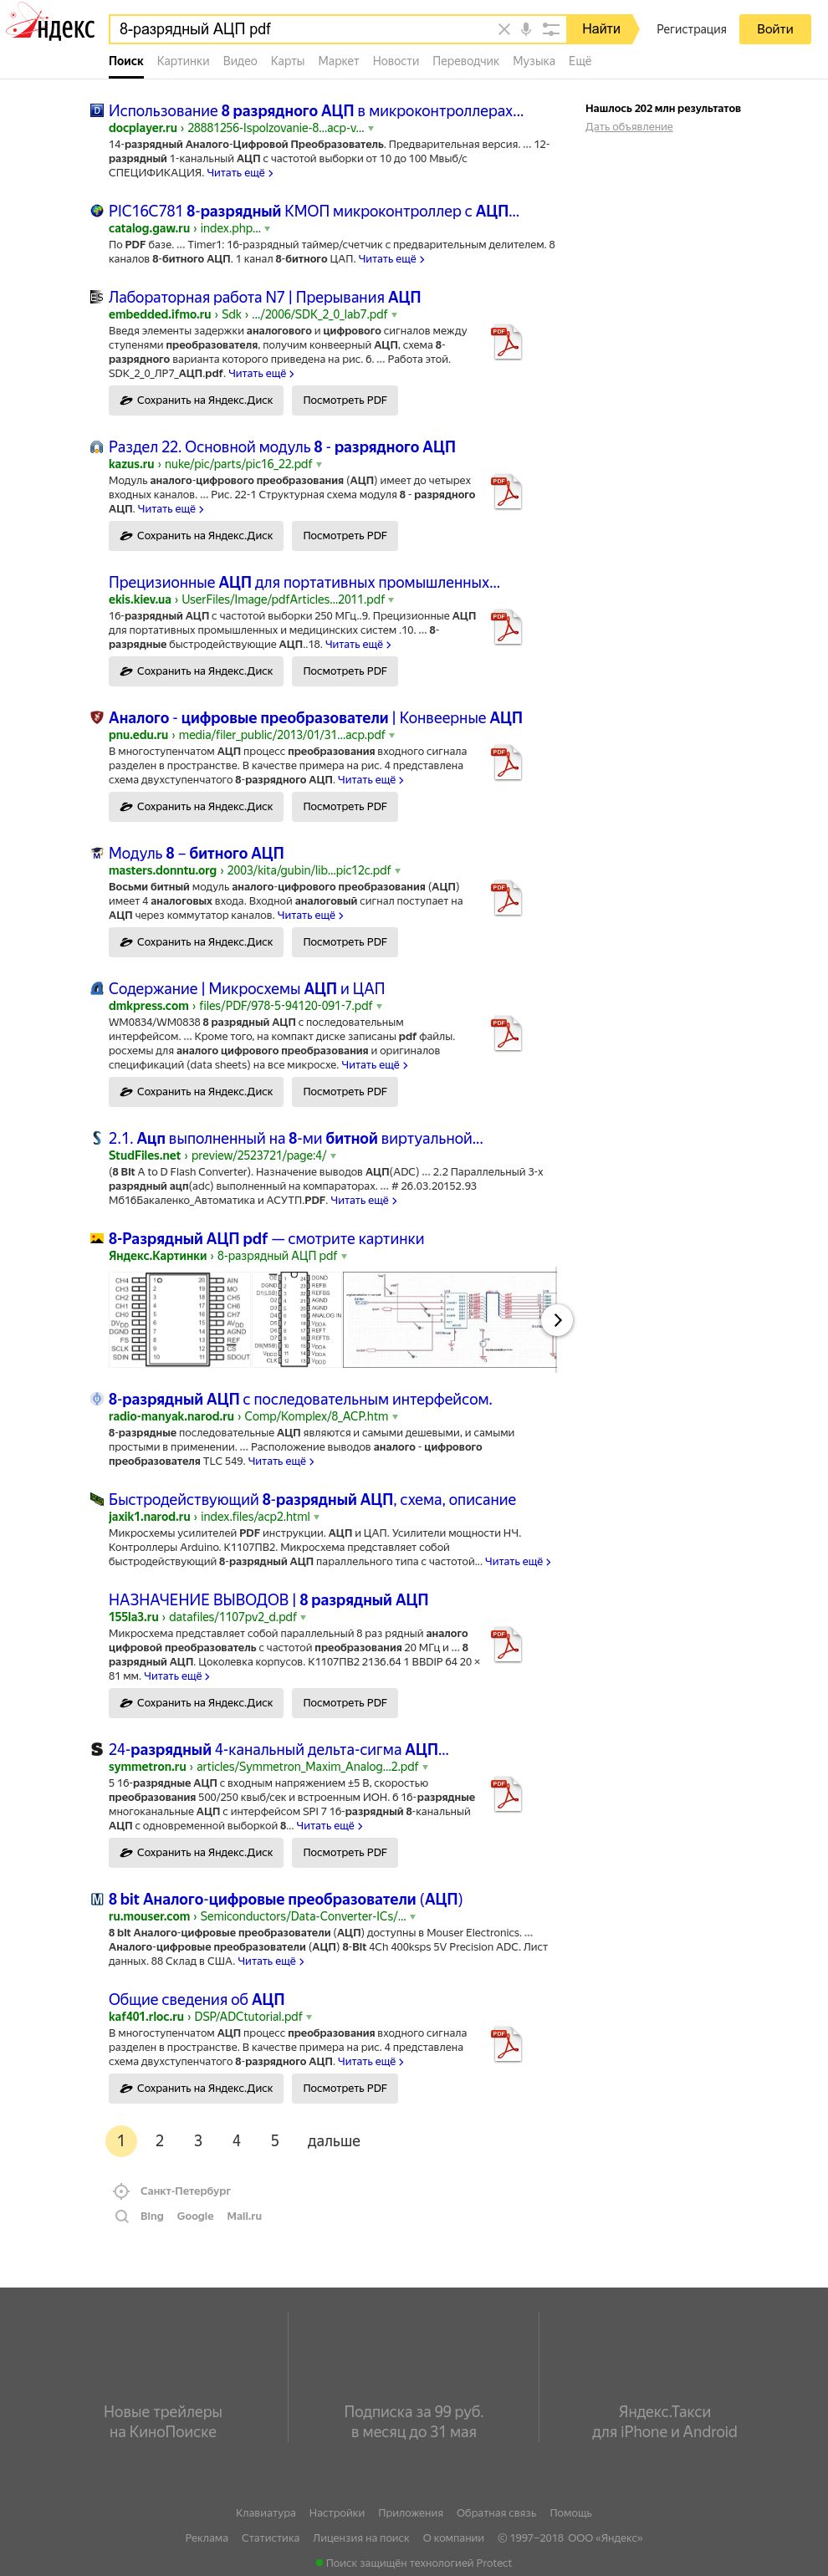 Яндекс
8-разрядный АЦП pdf
Найти
Регистрация
Войти
Поиск Картинки Видео Карты Маркет Новости Переводчик Музыка Ещё
Нашлось 202 млн результатов
Дать объявление
Использование 8 разрядного АЦП в микроконтроллерах...
docplayer.ru › 28881256-Ispolzovanie-8...acp-v...
14-разрядный Аналого-Цифровой Преобразователь. Предварительная версия. ... 12-
разрядный 1-канальный АЦП с частотой выборки от 10 до 100 Мвыб/с
СПЕЦИФИКАЦИЯ. Читать ещё ›
PIC16C781 8-разрядный КМОП микроконтроллер с АЦП...
catalog.gaw.ru › index.php...
По PDF базе. ... Timer1: 16-разрядный таймер/счетчик с предварительным делителем. 8
каналов 8-битного АЦП. 1 канал 8-битного ЦАП. Читать ещё ›
Лабораторная работа N7 | Прерывания АЦП
embedded.ifmo.ru › Sdk › .../2006/SDK_2_0_lab7.pdf
Введя элементы задержки аналогового и цифрового сигналов между
ступенями преобразователя, получим конвеерный АЦП, схема 8-
разрядного варианта которого приведена на рис. 6. ... Работа этой.
SDK_2_0_ЛР7_АЦП.pdf. Читать ещё ›
PDF
Сохранить на Яндекс.Диск Посмотреть PDF
Раздел 22. Основной модуль 8 - разрядного АЦП
kazus.ru › nuke/pic/parts/pic16_22.pdf
Модуль аналого-цифрового преобразования (АЦП) имеет до четырех
входных каналов. ... Рис. 22-1 Структурная схема модуля 8 - разрядного
АЦП. Читать ещё ›
PDF
Сохранить на Яндекс.Диск Посмотреть PDF
Прецизионные АЦП для портативных промышленных...
ekis.kiev.ua › UserFiles/Image/pdfArticles...2011.pdf
16-разрядный АЦП с частотой выборки 250 МГц..9. Прецизионные АЦП
для портативных промышленных и медицинских систем .10. ... 8-
разрядные быстродействующие АЦП..18. Читать ещё ›
PDF
Сохранить на Яндекс.Диск Посмотреть PDF
Аналого - цифровые преобразователи | Конвеерные АЦП
pnu.edu.ru › media/filer_public/2013/01/31...acp.pdf
В многоступенчатом АЦП процесс преобразования входного сигнала
разделен в пространстве. В качестве примера на рис. 4 представлена
схема двухступенчатого 8-разрядного АЦП. Читать ещё ›
PDF
Сохранить на Яндекс.Диск Посмотреть PDF
Модуль 8 – битного АЦП
masters.donntu.org › 2003/kita/gubin/lib...pic12c.pdf
Восьми битный модуль аналого-цифрового преобразования (АЦП)
имеет 4 аналоговых входа. Входной аналоговый сигнал поступает на
АЦП через коммутатор каналов. Читать ещё ›
PDF
Сохранить на Яндекс.Диск Посмотреть PDF
Содержание | Микросхемы АЦП и ЦАП
dmkpress.com › files/PDF/978-5-94120-091-7.pdf
WM0834/WM0838 8 разрядный АЦП с последовательным
интерфейсом. ... Кроме того, на компакт диске записаны pdf файлы.
росхемы для аналого цифрового преобразования и оригиналов
спецификаций (data sheets) на все микросхе. Читать ещё ›
PDF
Сохранить на Яндекс.Диск Посмотреть PDF
2.1. Ацп выполненный на 8-ми битной виртуальной...
StudFiles.net › preview/2523721/page:4/
(8 Bit A to D Flash Converter). Назначение выводов АЦП(ADC) ... 2.2 Параллельный 3-х
разрядный ацп(adc) выполненный на компараторах. ... # 26.03.20152.93
Мб16Бакаленко_Автоматика и АСУТП.PDF. Читать ещё ›
8-Разрядный АЦП pdf — смотрите картинки
Яндекс.Картинки › 8-разрядный АЦП pdf
8-разрядный АЦП с последовательным интерфейсом.
radio-manyak.narod.ru › Comp/Komplex/8_ACP.htm
8-разрядные последовательные АЦП являются и самыми дешевыми, и самыми
простыми в применении. ... Расположение выводов аналого - цифрового
преобразователя TLC 549. Читать ещё ›
Быстродействующий 8-разрядный АЦП, схема, описание
jaxik1.narod.ru › index.files/acp2.html
Микросхемы усилителей PDF инструкции. АЦП и ЦАП. Усилители мощности НЧ.
Контроллеры Arduino. К1107ПВ2. Микросхема представляет собой
быстродействующий 8-разрядный АЦП параллельного типа с частотой... Читать ещё ›
НАЗНАЧЕНИЕ ВЫВОДОВ | 8 разрядный АЦП
155la3.ru › datafiles/1107pv2_d.pdf
Микросхема представляет собой параллельный 8 раз рядный аналого
цифровой преобразователь с частотой преобразования 20 МГц и ... 8
разрядный АЦП. Цоколевка корпусов. К1107ПВ2 2136.64 1 ВВDIP 64 20 ×
81 мм. Читать ещё ›
PDF
Сохранить на Яндекс.Диск Посмотреть PDF
24-разрядный 4-канальный дельта-сигма АЦП...
symmetron.ru › articles/Symmetron_Maxim_Analog...2.pdf
5 16-разрядные АЦП с входным напряжением ±5 В, скоростью
преобразования 500/250 квыб/сек и встроенным ИОН. 6 16-разрядные
многоканальные АЦП с интерфейсом SPI 7 16-разрядный 8-канальный
АЦП с одновременной выборкой 8... Читать ещё ›
PDF
Сохранить на Яндекс.Диск Посмотреть PDF
8 bit Аналого-цифровые преобразователи (АЦП)
ru.mouser.com › Semiconductors/Data-Converter-ICs/...
8 bit Аналого-цифровые преобразователи (АЦП) доступны в Mouser Electronics. ...
Аналого-цифровые преобразователи (АЦП) 8-Bit 4Ch 400ksps 5V Precision ADC. Лист
данных. 88 Склад в США. Читать ещё ›
Общие сведения об АЦП
kaf401.rloc.ru › DSP/ADCtutorial.pdf
В многоступенчатом АЦП процесс преобразования входного сигнала
разделен в пространстве. В качестве примера на рис. 4 представлена
схема двухступенчатого 8-разрядного АЦП. Читать ещё ›
PDF
Сохранить на Яндекс.Диск Посмотреть PDF
1 2 3 4 5 дальше
Санкт-Петербург
Bing Google Mail.ru
Новые трейлеры
на КиноПоиске
Подписка за 99 руб.
в месяц до 31 мая
Яндекс.Такси
для iPhone и Android
Клавиатура Настройки Приложения Обратная связь Помощь
Реклама Статистика Лицензия на поиск О компании © 1997–2018 ООО «Яндекс»
Поиск защищён технологией Protect